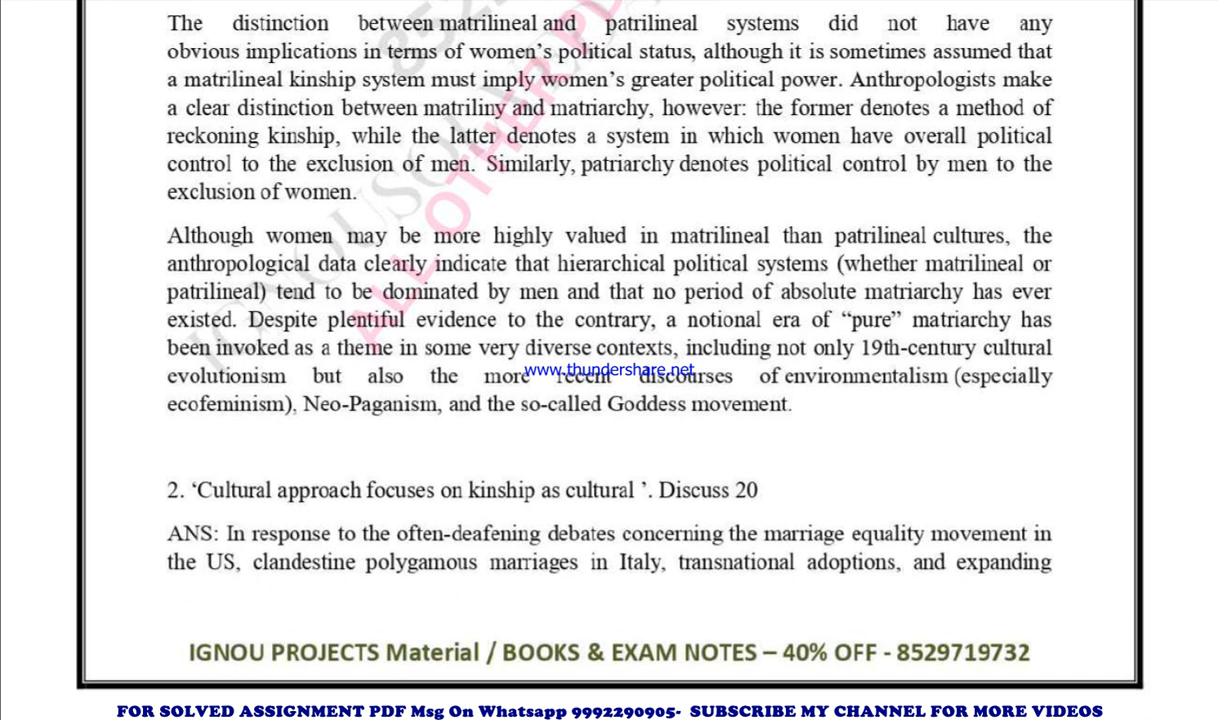 The distinction between matrilineal and patrilineal systems did not have any
obvious implications in terms of women's political status, although it is sometimes assumed that
a matrilineal kinship system must imply women's greater political power. Anthropologists make
a clear distinction between matriliny and matriarchy, however: the former denotes a method of
reckoning kinship, while the latter denotes a system in which women have overall political
control to the exclusion of men. Similarly, patriarchy denotes political control by men to the
exclusion of women.
Although women may be more highly valued in matrilineal than patrilineal cultures, the
anthropological data clearly indicate that hierarchical political systems (whether matrilineal or
patrilineal) tend to be dominated by men and that no period of absolute matriarchy has ever
existed. Despite plentiful evidence to the contrary, a notional era of “pure” matriarchy has
been invoked as a theme in some very diverse contexts, including not only 19th-century cultural
evolutionism but also the more recent discourses of environmentalism (especially
www.thundershare.net
ecofeminism), Neo-Paganism, and the so-called Goddess movement.
2. ‘Cultural approach focuses on kinship as cultural ’. Discuss 20
ANS: In response to the often-deafening debates concerning the marriage equality movement in
the US, clandestine polygamous marriages in Italy, transnational adoptions, and expanding
IGNOU PROJECTS Material / BOOKS & EXAM NOTES – 40% OFF - 8529719732
FOR SOLVED ASSIGNMENT PDF Msg On Whatsapp 9992290905- SUBSCRIBE MY CHANNEL FOR MORE VIDEOS